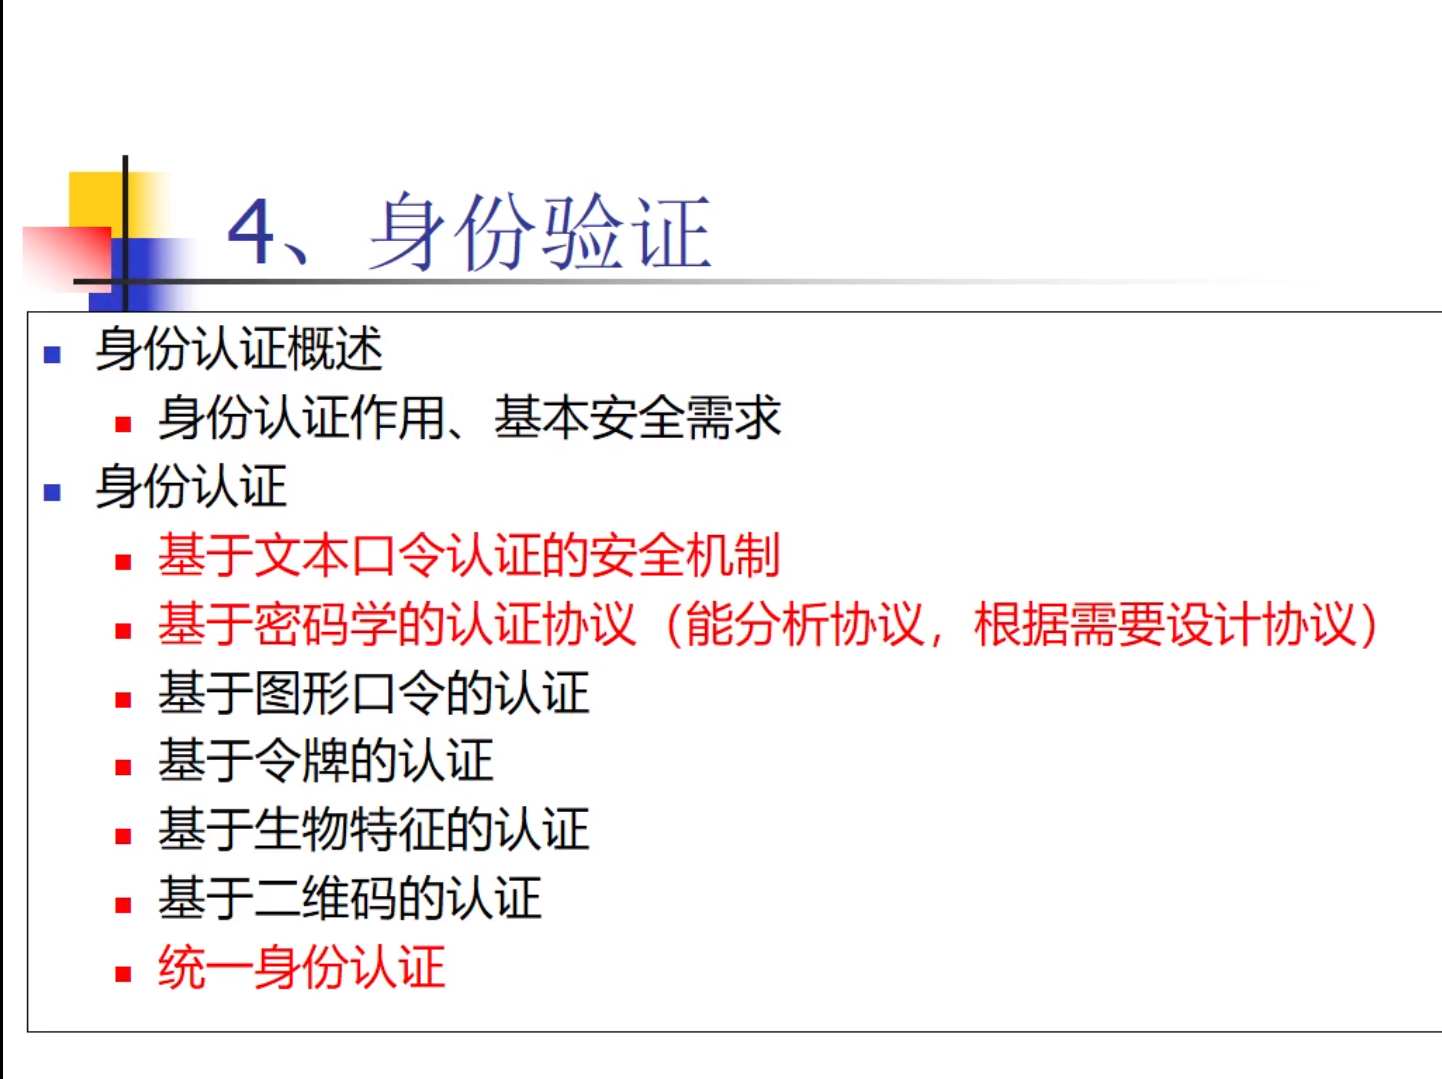 4、身份验证
身份认证概述
身份认证作用、基本安全需求
身份认证
基于文本口令认证的安全机制
基于密码学的认证协议（能分析协议，根据需要设计协议）
基于图形口令的认证
基于令牌的认证
基于生物特征的认证
基于二维码的认证
统一身份认证